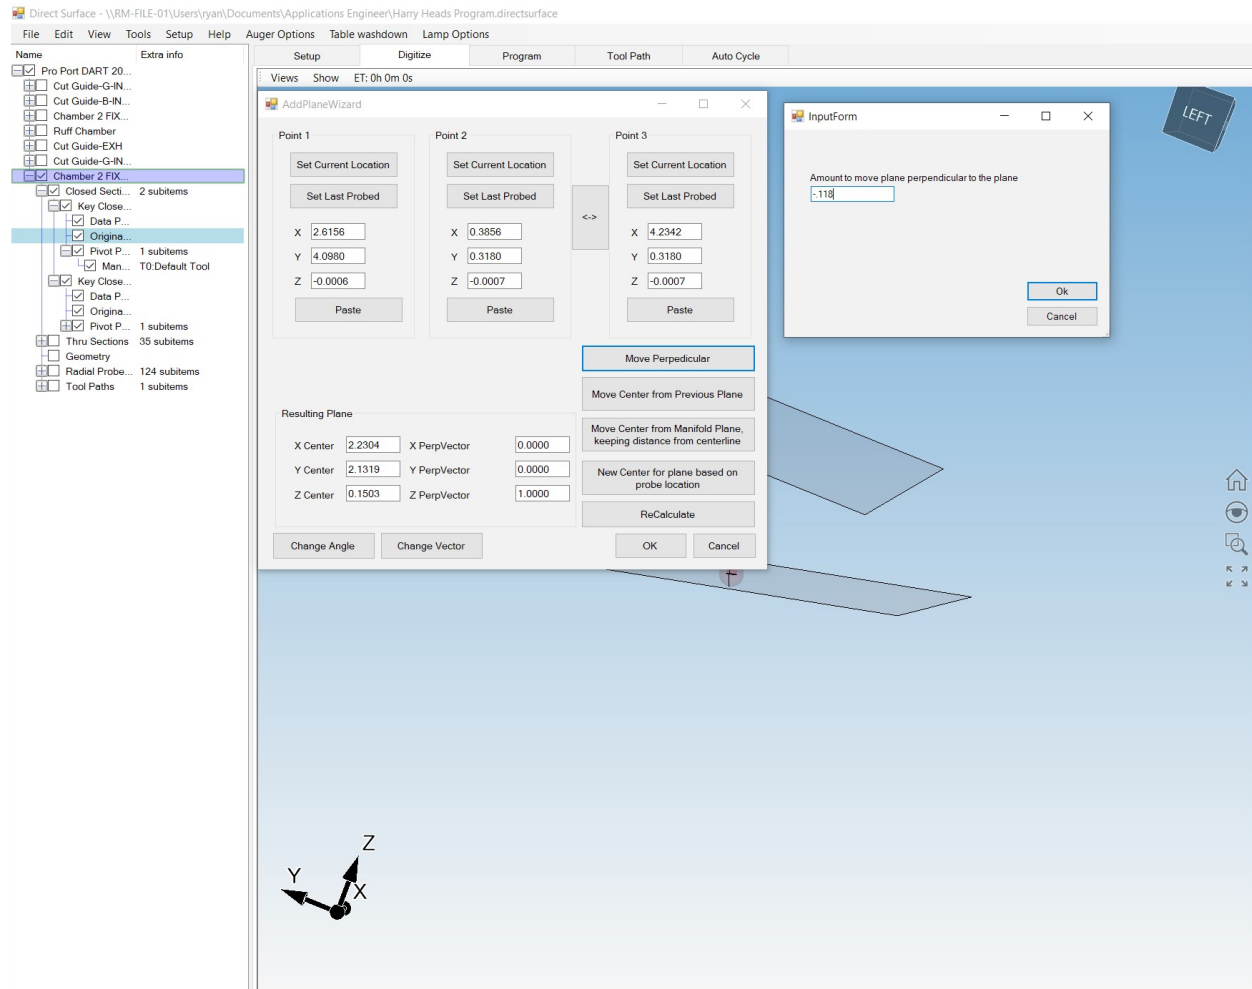 Direct Surface - \\RM-FILE-01\Users\ryan\Documents\Applications Engineer\Harry Heads Program.directsurface
File Edit View Tools Setup Help Auger Options Table washdown Lamp Options
Name Extra info
Setup Digitize Program Tool Path Auto Cycle
Views Show ET: 0h 0m 0s
Pro Port DART 20...
Cut Guide-G-IN...
Cut Guide-B-IN...
Chamber 2 FIX...
Ruff Chamber
Cut Guide-EXH
Cut Guide-G-IN...
Chamber 2 FIX...
Closed Secti... 2 subitems
Key Close...
Data P...
Origina...
Pivot P... 1 subitems
Man... T0:Default Tool
Key Close...
Data P...
Origina...
Pivot P... 1 subitems
Thru Sections 35 subitems
Geometry
Radial Probe... 124 subitems
Tool Paths 1 subitems
AddPlaneWizard
Point 1 Point 2 Point 3
Set Current Location Set Current Location Set Current Location
Set Last Probed Set Last Probed Set Last Probed
<->
X 2.6156 X 0.3856 X 4.2342
Y 4.0980 Y 0.3180 Y 0.3180
Z -0.0006 Z -0.0007 Z -0.0007
Paste Paste Paste
Move Perpedicular
Move Center from Previous Plane
Move Center from Manifold Plane,
keeping distance from centerline
New Center for plane based on
probe location
ReCalculate
Resulting Plane
X Center 2.2304 X PerpVector 0.0000
Y Center 2.1319 Y PerpVector 0.0000
Z Center 0.1503 Z PerpVector 1.0000
Change Angle Change Vector OK Cancel
InputForm
Amount to move plane perpendicular to the plane
-.118
Ok
Cancel
LEFT
Z
Y
X